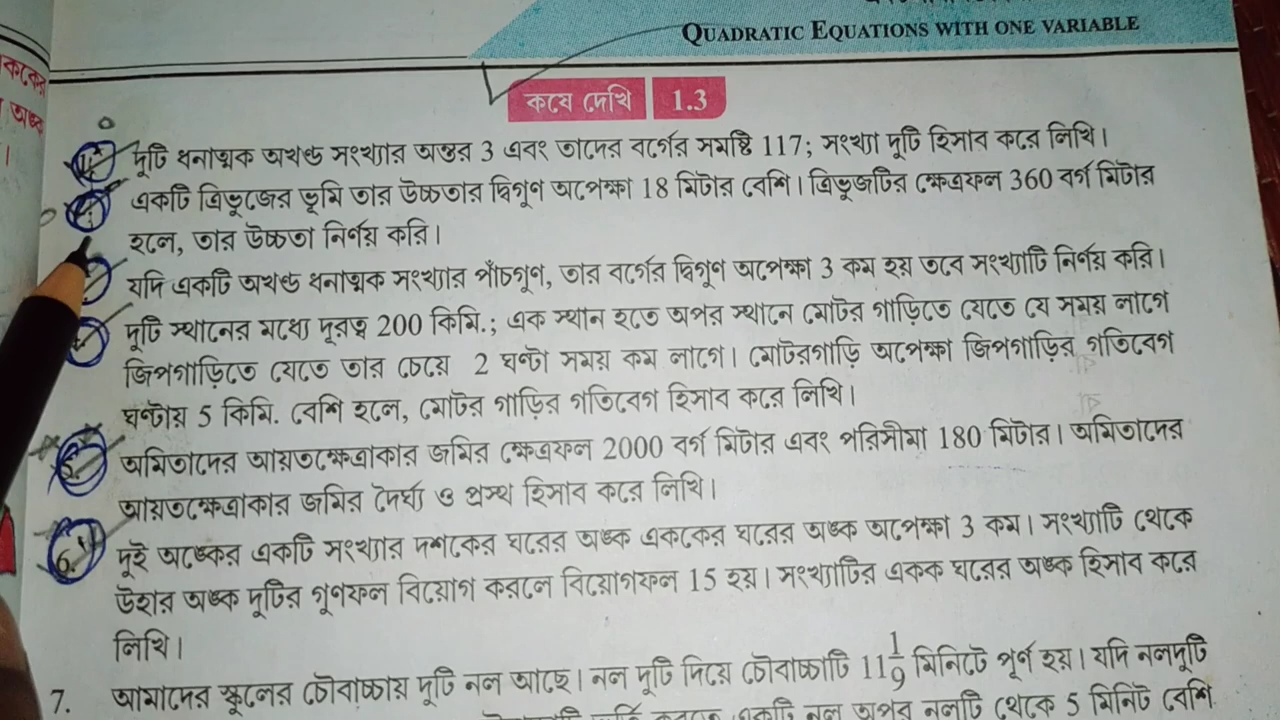 QUADRATIC EQUATIONS WITH ONE VARIABLE
কষে দেখি 1.3
দুটি ধনাত্মক অখণ্ড সংখ্যার অন্তর 3 এবং তাদের বর্গের সমষ্টি 117; সংখ্যা দুটি হিসাব করে লিখি।
একটি ত্রিভুজের ভূমি তার উচ্চতার দ্বিগুণ অপেক্ষা 18 মিটার বেশি। ত্রিভুজটির ক্ষেত্রফল 360 বর্গ মিটার
হলে, তার উচ্চতা নির্ণয় করি।
যদি একটি অখণ্ড ধনাত্মক সংখ্যার পাঁচগুণ, তার বর্গের দ্বিগুণ অপেক্ষা 3 কম হয় তবে সংখ্যাটি নির্ণয় করি।
দুটি স্থানের মধ্যে দূরত্ব 200 কিমি.; এক স্থান হতে অপর স্থানে মোটর গাড়িতে যেতে যে সময় লাগে
জিপগাড়িতে যেতে তার চেয়ে 2 ঘণ্টা সময় কম লাগে। মোটরগাড়ি অপেক্ষা জিপগাড়ির গতিবেগ
ঘণ্টায় 5 কিমি. বেশি হলে, মোটর গাড়ির গতিবেগ হিসাব করে লিখি।
5. অমিতাদের আয়তক্ষেত্রাকার জমির ক্ষেত্রফল 2000 বর্গ মিটার এবং পরিসীমা 180 মিটার। অমিতাদের
আয়তক্ষেত্রাকার জমির দৈর্ঘ্য ও প্রস্থ হিসাব করে লিখি।
6. দুই অঙ্কের একটি সংখ্যার দশকের ঘরের অঙ্ক এককের ঘরের অঙ্ক অপেক্ষা 3 কম। সংখ্যাটি থেকে
উহার অঙ্ক দুটির গুণফল বিয়োগ করলে বিয়োগফল 15 হয়। সংখ্যাটির একক ঘরের অঙ্ক হিসাব করে
লিখি।
7. আমাদের স্কুলের চৌবাচ্চায় দুটি নল আছে। নল দুটি দিয়ে চৌবাচ্চাটি 11 1/9 মিনিটে পূর্ণ হয়। যদি নলদুটি
একটি নল অপর নলটি থেকে 5 মিনিট বেশি